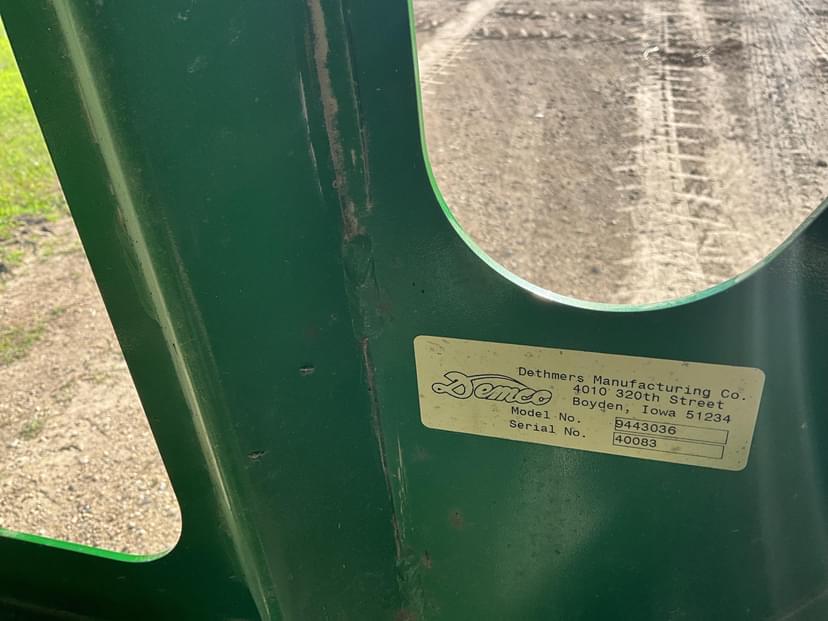 Demco
Dethmers Manufacturing Co.
4010 320th Street
Boyden, Iowa 51234
Model No. 9443036
Serial No. 40083